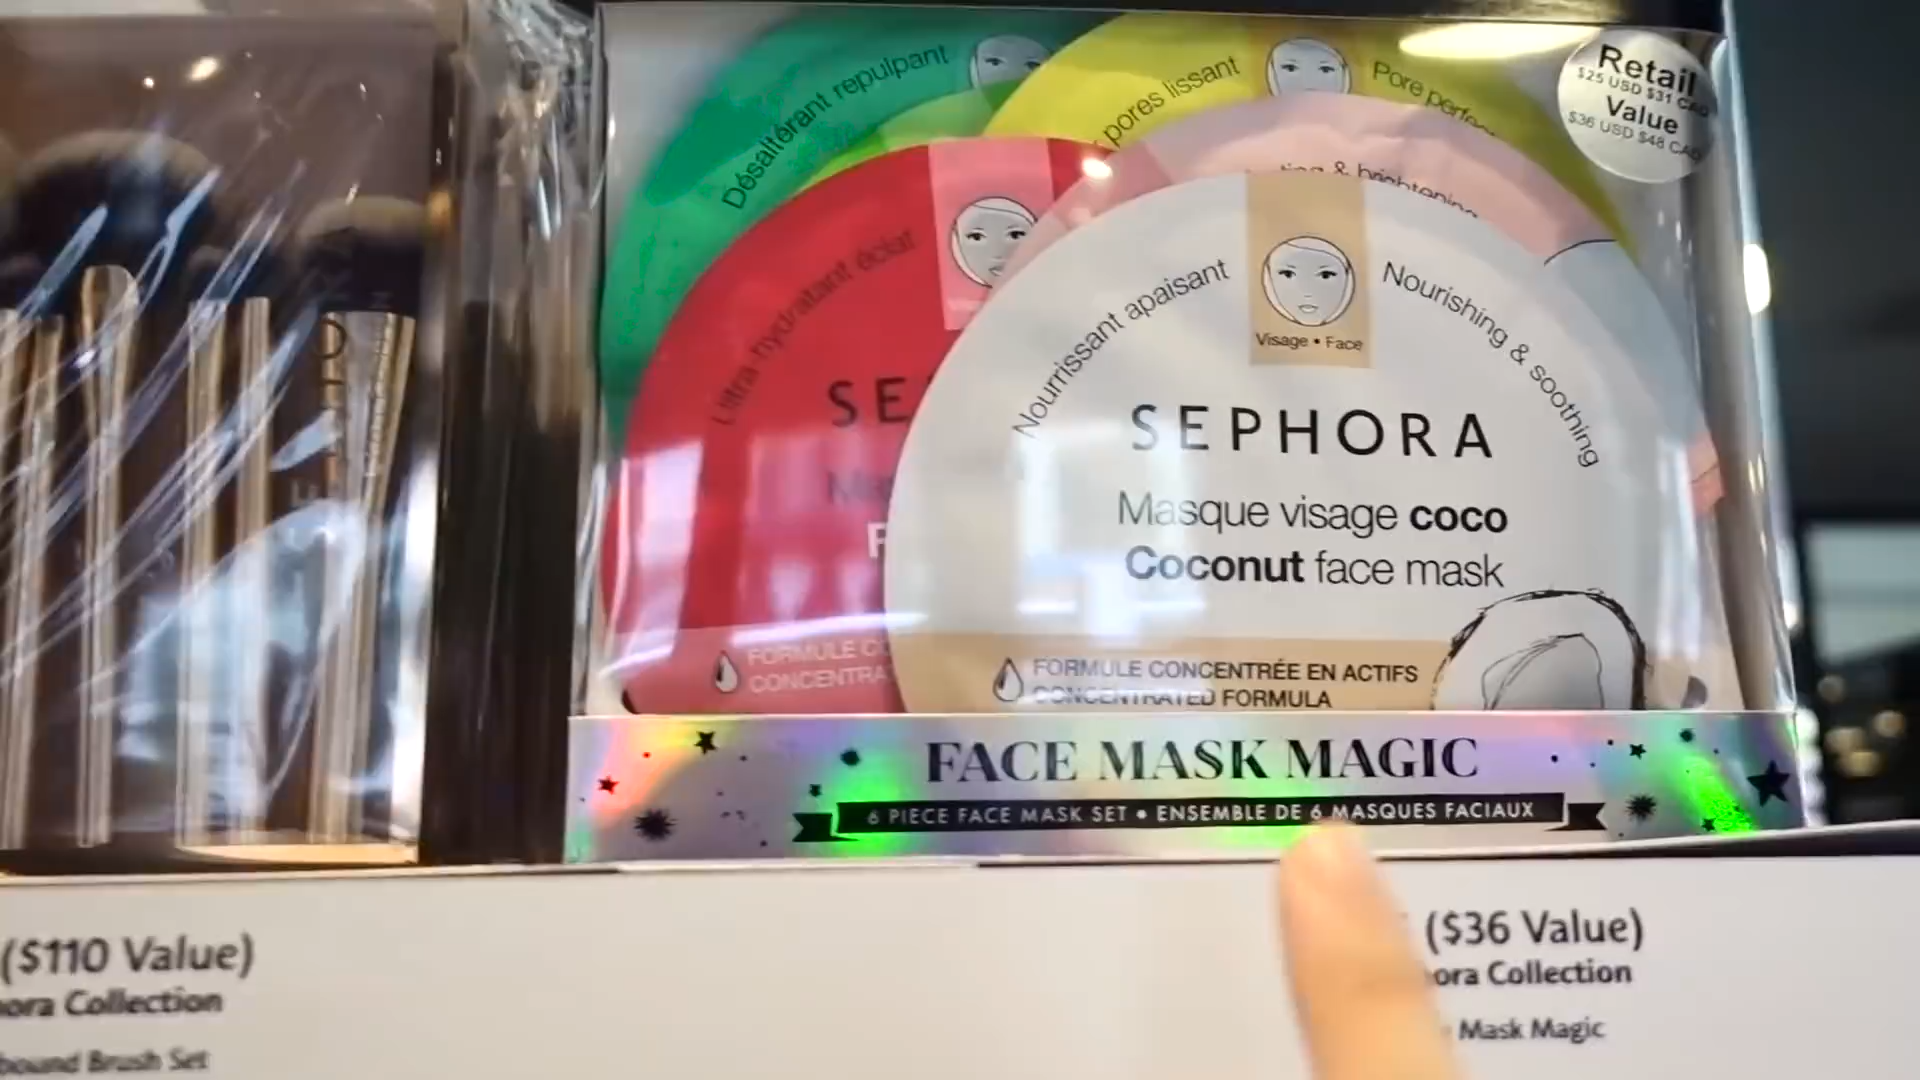 Désaltérant repulpant
pores lissant
Pore perfec
Retail
$25 USD $31 CAD
Value
$36 USD $48 CAD
& brightening
Ultra-hydratant éclat
SE
Nourrissant apaisant
Visage • Face
Nourishing & soothing
SEPHORA
Masque visage coco
Coconut face mask
FORMULE CO
CONCENTRA
FORMULE CONCENTRÉE EN ACTIFS
CONCENTRATED FORMULA
FACE MASK MAGIC
6 PIECE FACE MASK SET • ENSEMBLE DE 6 MASQUES FACIAUX
($110 Value)
ora Collection
bound Brush Set
($36 Value)
ora Collection
Mask Magic